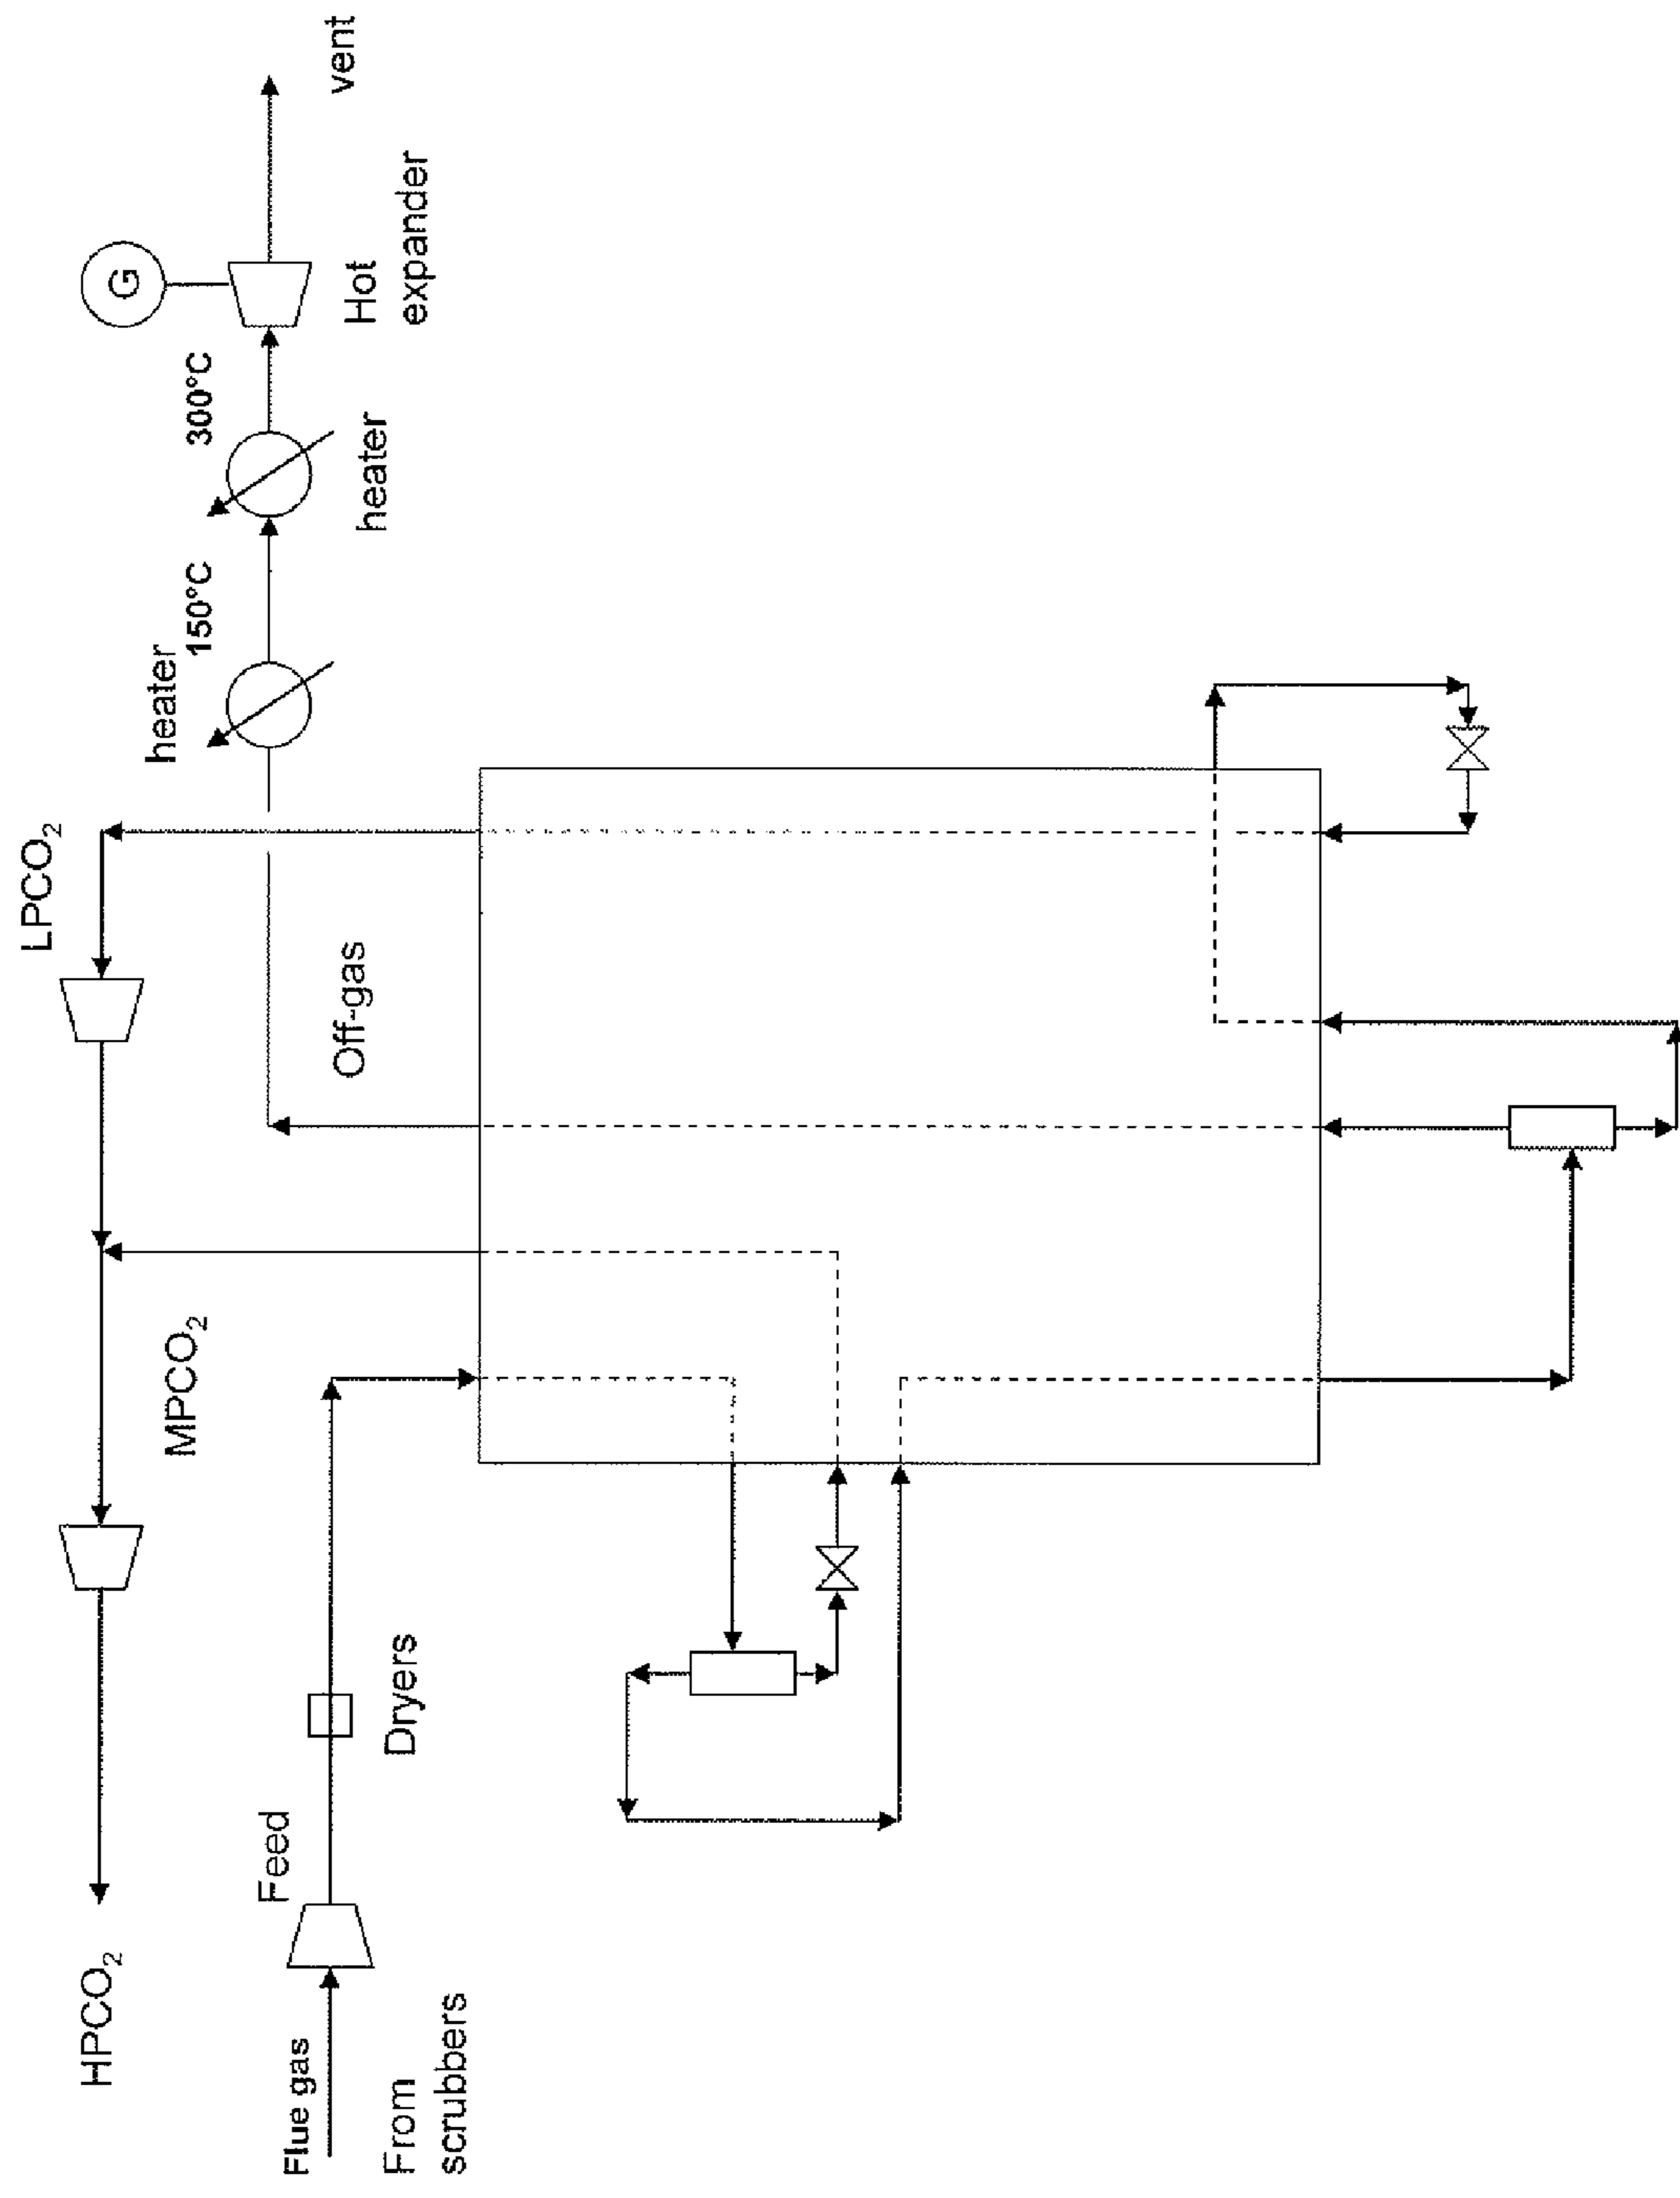 LPCO₂
MPCO₂
HPCO₂
heater
150°C
300°C
heater
G
Hot
expander
vent
Off-gas
Flue gas
Feed
Dryers
From
scrubbers